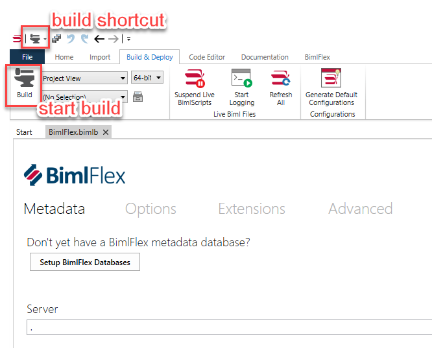 build shortcut
File Home Import Build & Deploy Code Editor Documentation BimlFlex
Project View 64-bit
(No Selection)
Build
start build
Suspend Live BimlScripts
Start Logging
Refresh All
Generate Default Configurations
Live Biml Files Configurations
Start BimlFlex.bimlb
BimlFlex
Metadata Options Extensions Advanced
Don't yet have a BimlFlex metadata database?
Setup BimlFlex Databases
Server
.